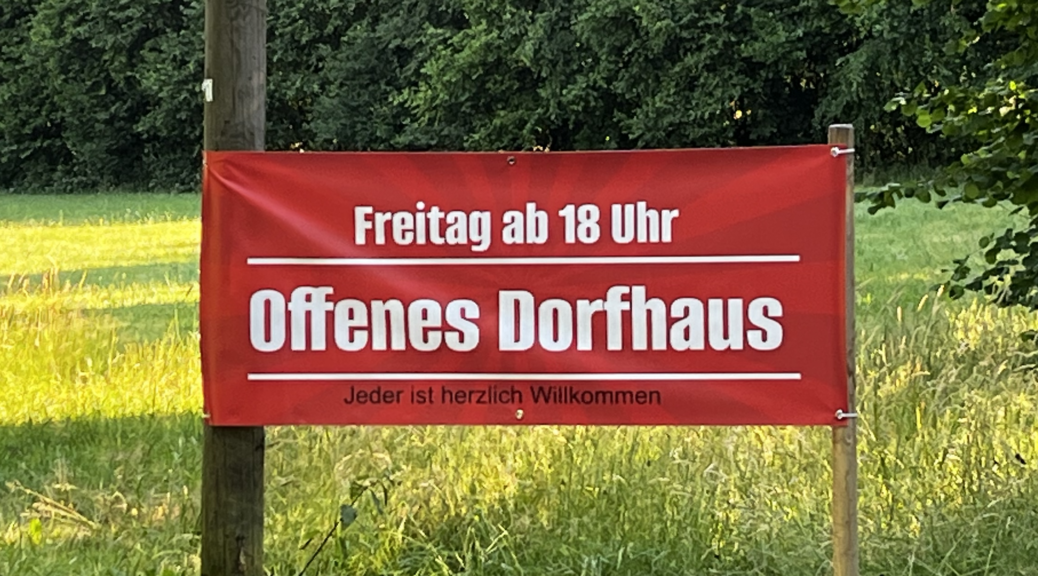 Freitag ab 18 Uhr
Offenes Dorfhaus
Jeder ist herzlich Willkommen